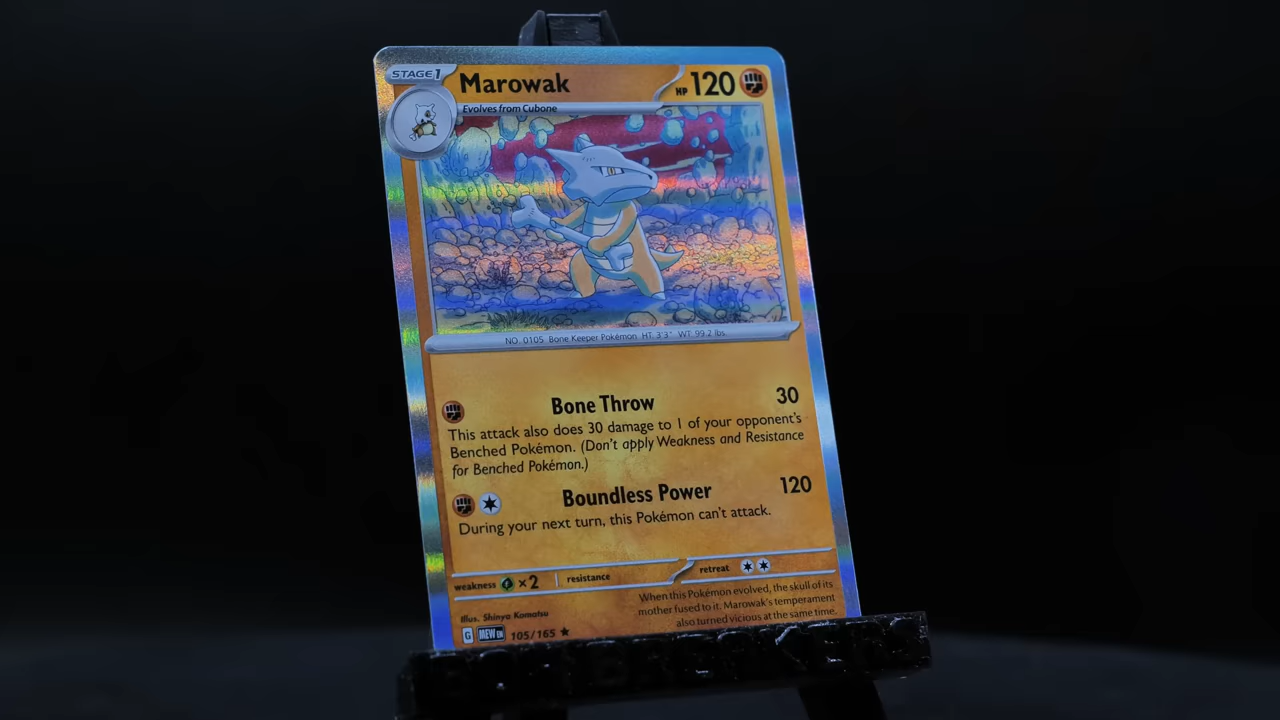 STAGE 1 Marowak HP 120
Evolves from Cubone
NO. 0105 Bone Keeper Pokémon HT 3'3" WT 99.2 lbs
Bone Throw 30
This attack also does 30 damage to 1 of your opponent's
Benched Pokémon. (Don't apply Weakness and Resistance
for Benched Pokémon.)
Boundless Power 120
During your next turn, this Pokémon can't attack.
weakness ×2 resistance retreat
Illus. Shinya Komatsu
When this Pokémon evolved, the skull of its
mother fused to it. Marowak's temperament
also turned vicious at the same time.
G MEW EN 105/165